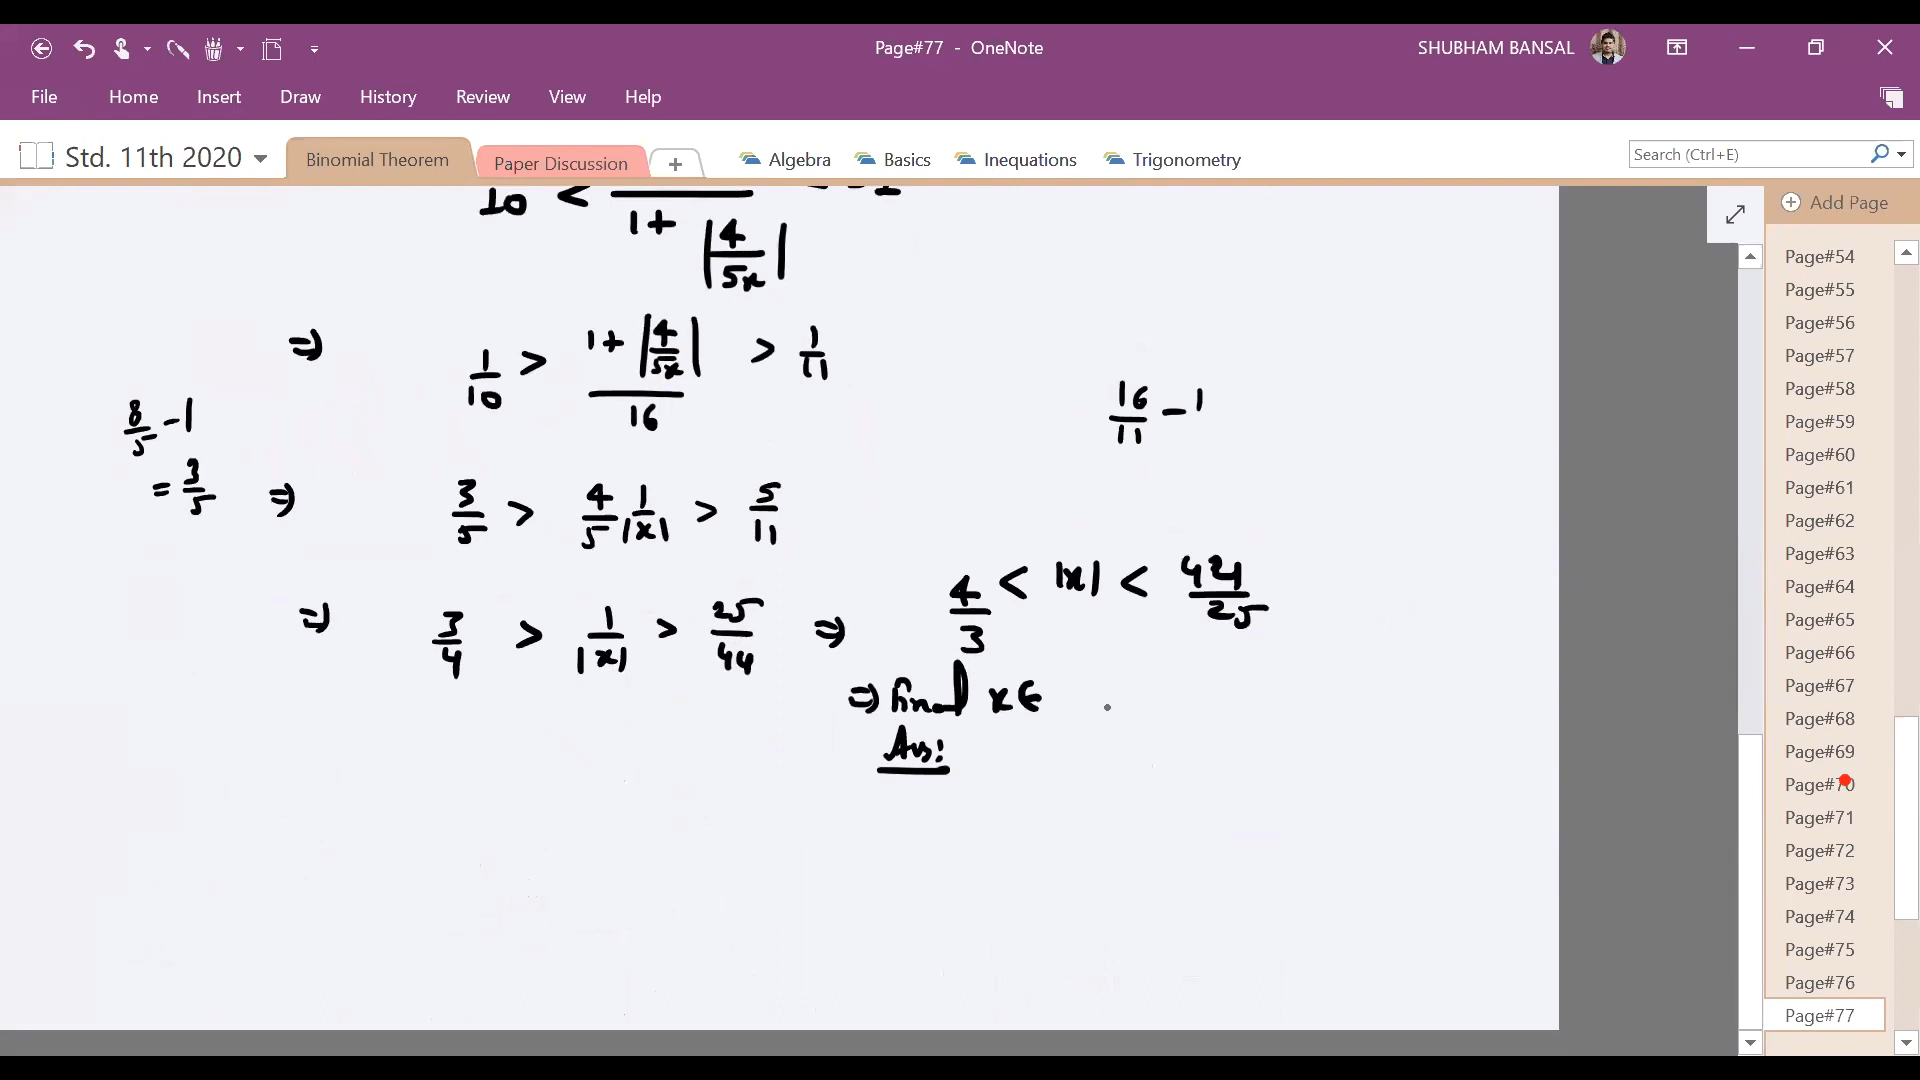 Page#77 - OneNote
SHUBHAM BANSAL
File Home Insert Draw History Review View Help
Std. 11th 2020 Binomial Theorem Paper Discussion + Algebra Basics Inequations Trigonometry Search (Ctrl+E)
Add Page
10 < 1 + |4/5x|
⇒ 1/10 > (1 + |4/5x|)/16 > 1/11
8/5 - 1
= 3/5
16/11 - 1
⇒ 3/5 > 4/5 1/|x| > 5/11
⇒ 3/4 > 1/|x| > 25/44 ⇒ 4/3 < |x| < 44/25
⇒ Final x ∈
Ans:
Page#54
Page#55
Page#56
Page#57
Page#58
Page#59
Page#60
Page#61
Page#62
Page#63
Page#64
Page#65
Page#66
Page#67
Page#68
Page#69
Page#70
Page#71
Page#72
Page#73
Page#74
Page#75
Page#76
Page#77